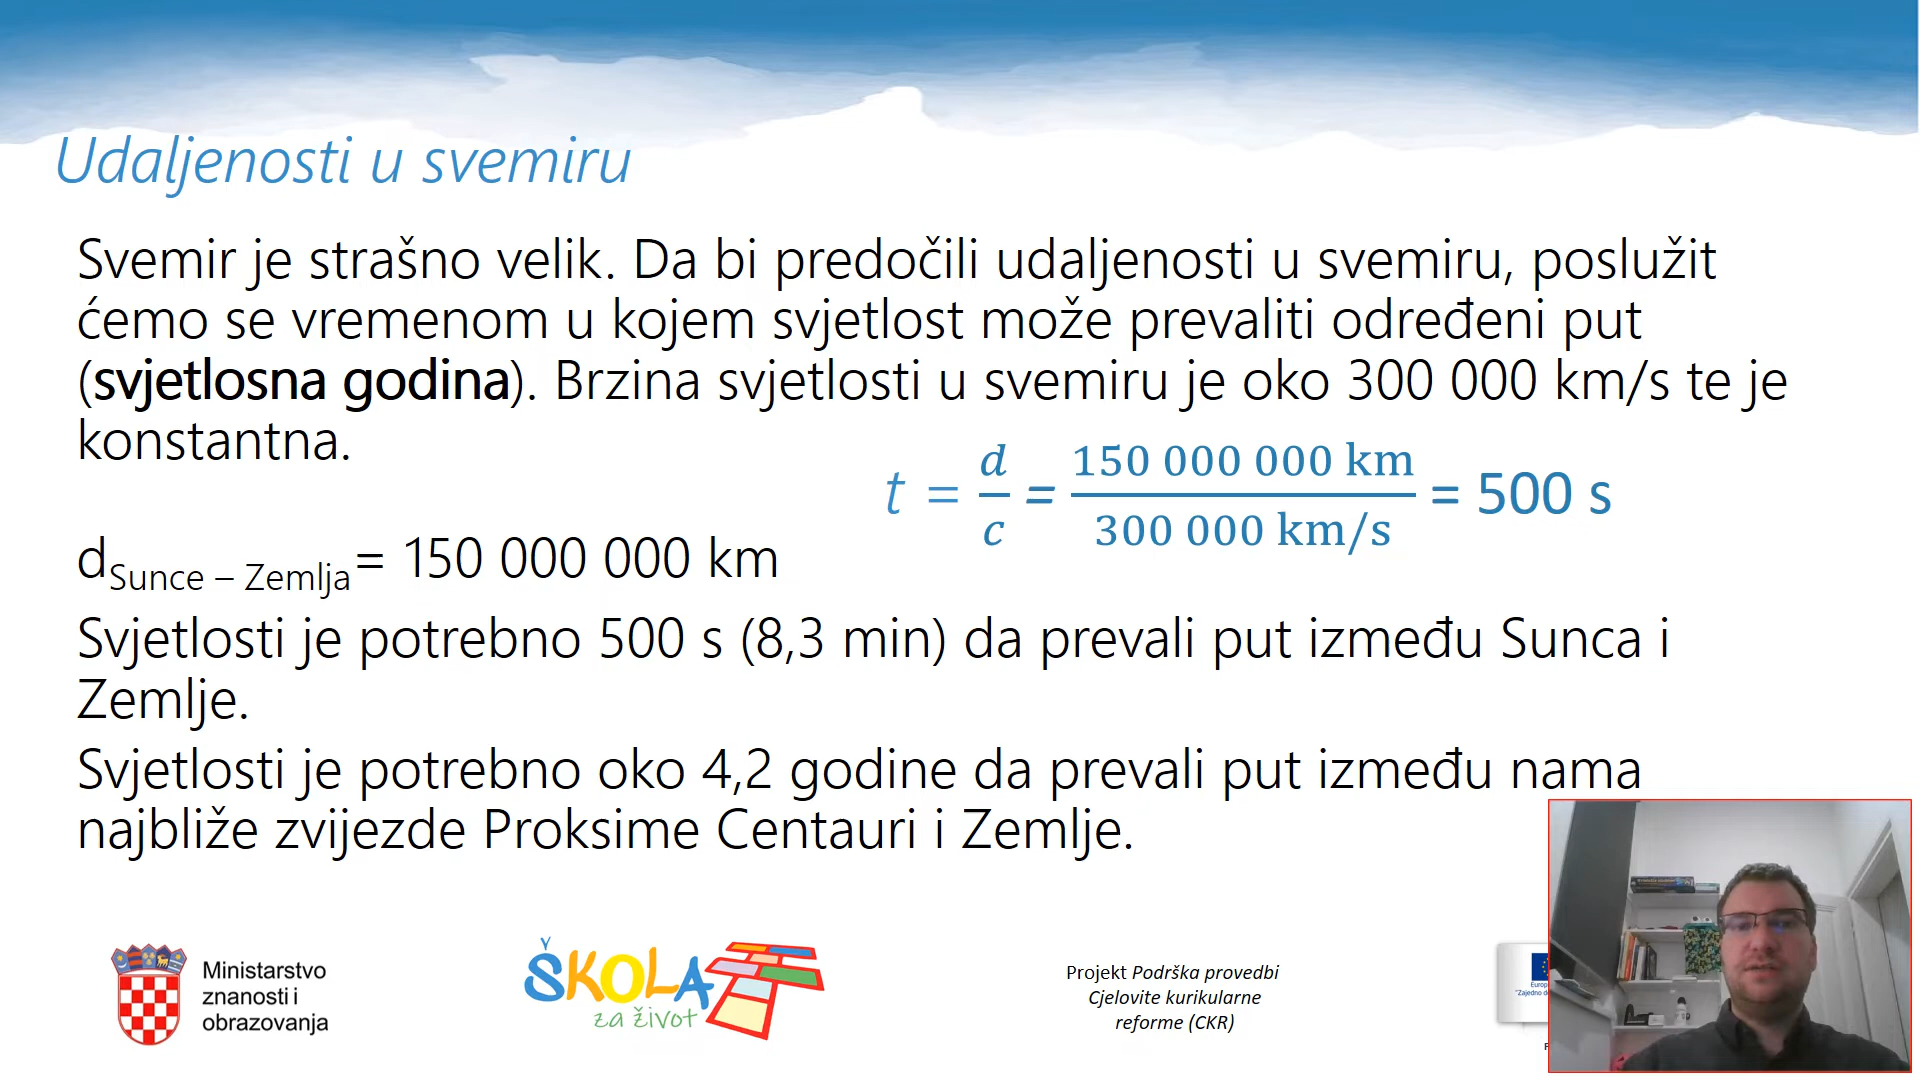 Udaljenosti u svemiru
Svemir je strašno velik. Da bi predočili udaljenosti u svemiru, poslužit
ćemo se vremenom u kojem svjetlost može prevaliti određeni put
(svjetlosna godina). Brzina svjetlosti u svemiru je oko 300 000 km/s te je
konstantna.
t = d/c = 150 000 000 km / 300 000 km/s = 500 s
d Sunce – Zemlja = 150 000 000 km
Svjetlosti je potrebno 500 s (8,3 min) da prevali put između Sunca i
Zemlje.
Svjetlosti je potrebno oko 4,2 godine da prevali put između nama
najbliže zvijezde Proksime Centauri i Zemlje.
Ministarstvo
znanosti i
obrazovanja
ŠKOLA
za život
Projekt Podrška provedbi
Cjelovite kurikularne
reforme (CKR)